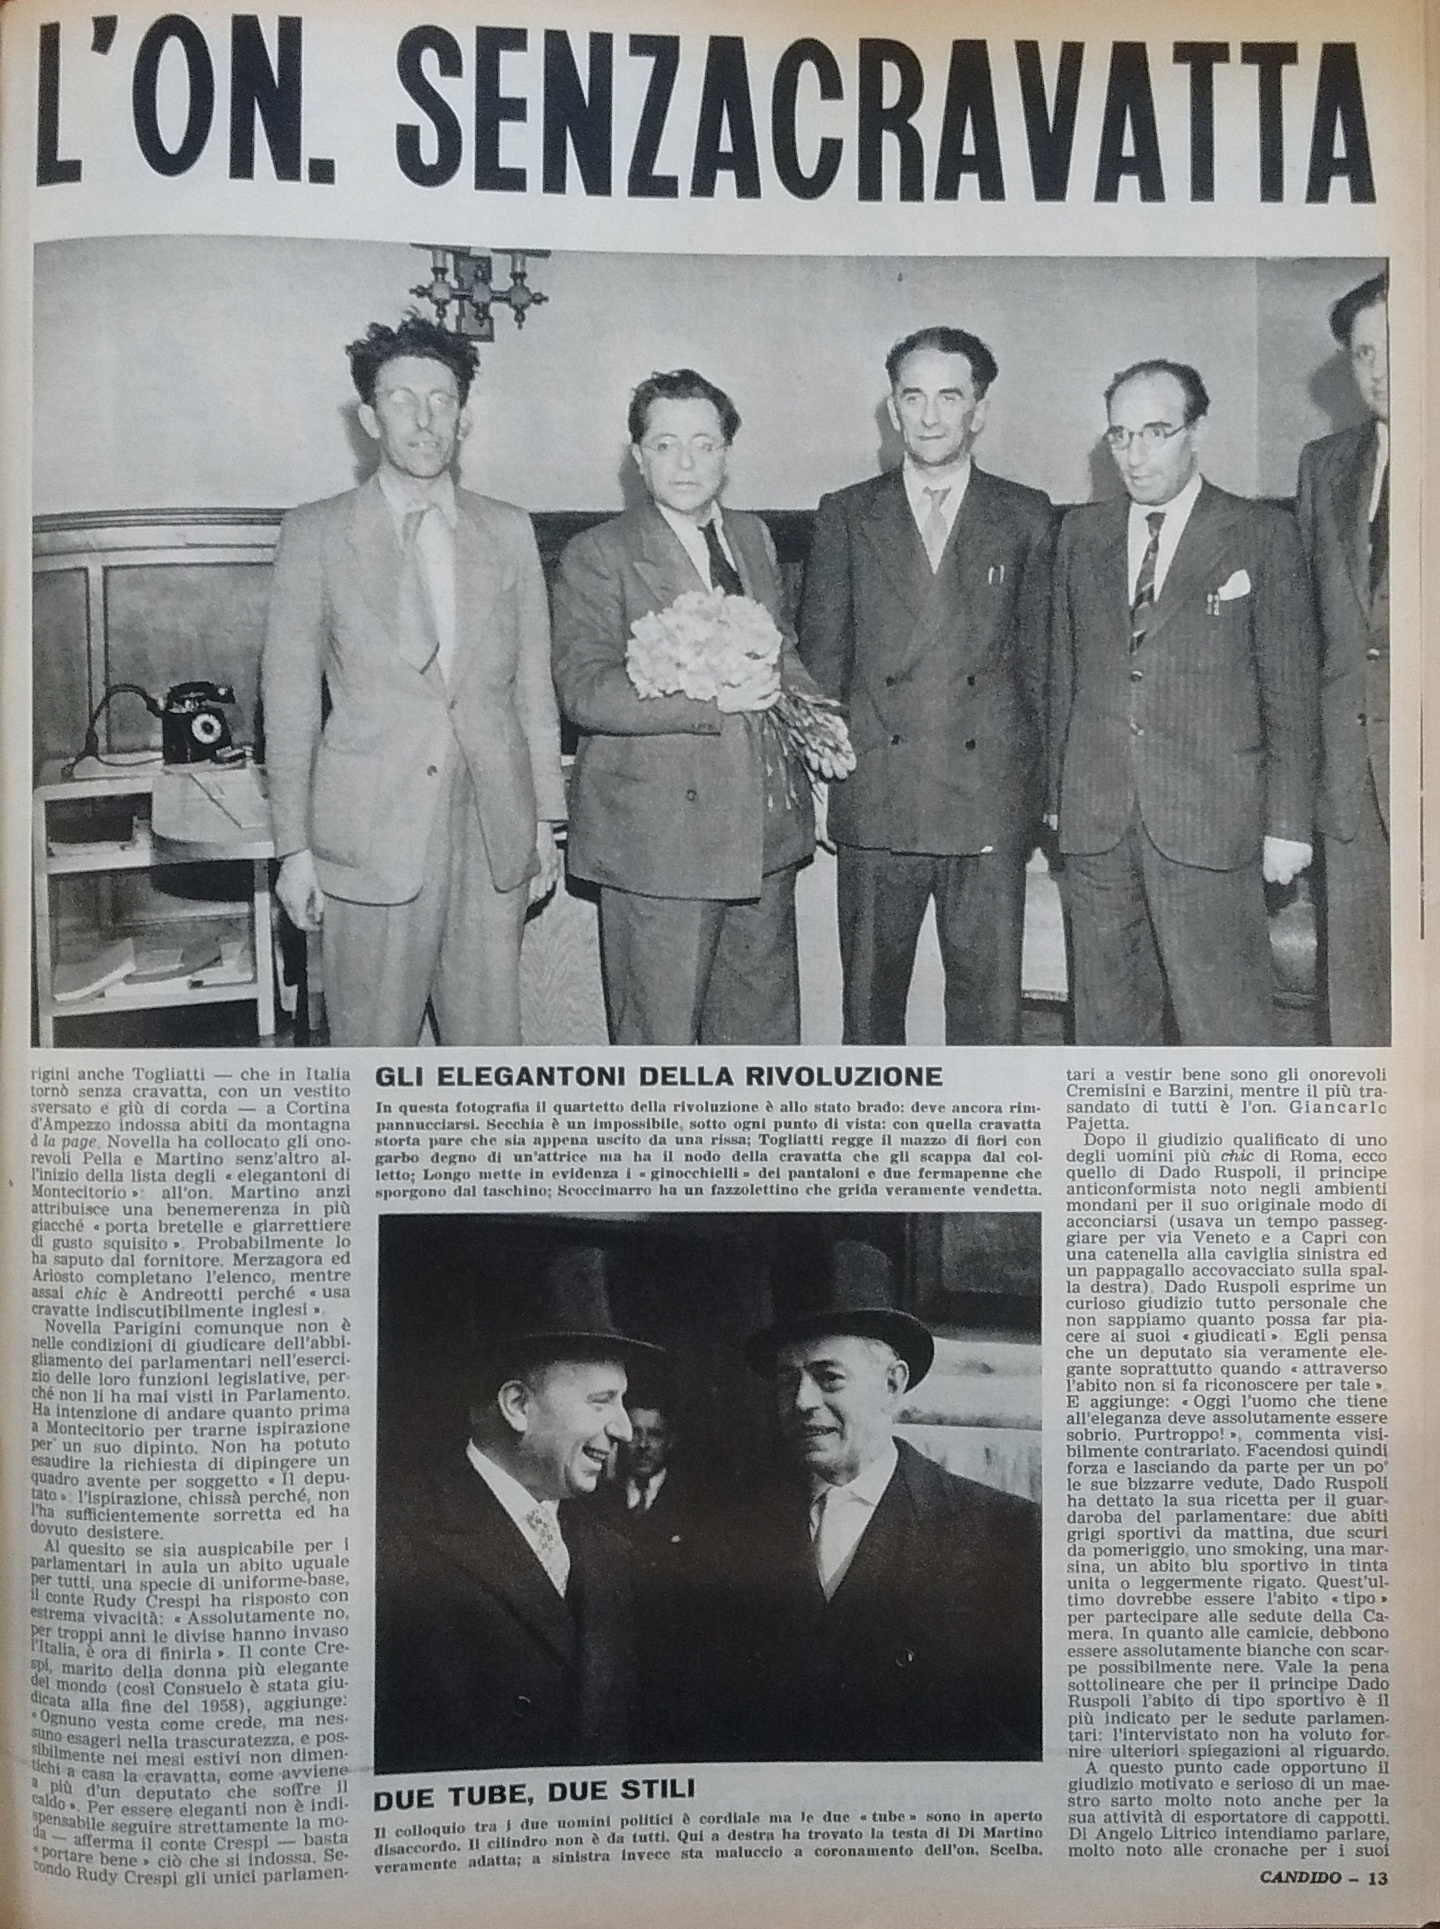 L'ON. SENZACRAVATTA
rigini anche Togliatti — che in Italia
tornò senza cravatta, con un vestito
sversato e giù di corda — a Cortina
d'Ampezzo indossa abiti da montagna
à la page. Novella ha collocato gli ono-
revoli Pella e Martino senz'altro al-
l'inizio della lista degli « elegantoni di
Montecitorio »: all'on. Martino anzi
attribuisce una benemerenza in più
giacché « porta bretelle e giarrettiere
di gusto squisito ». Probabilmente lo
ha saputo dal fornitore. Merzagora ed
Ariosto completano l'elenco, mentre
assai chic è Andreotti perché « usa
cravatte indiscutibilmente inglesi ».
Novella Parigini comunque non è
nelle condizioni di giudicare dell'abbi-
gliamento dei parlamentari nell'eserci-
zio delle loro funzioni legislative, per-
ché non li ha mai visti in Parlamento.
Ha intenzione di andare quanto prima
a Montecitorio per trarne ispirazione
per un suo dipinto. Non ha potuto
esaudire la richiesta di dipingere un
quadro avente per soggetto « Il depu-
tato »: l'ispirazione, chissà perché, non
l'ha sufficientemente sorretta ed ha
dovuto desistere.
Al quesito se sia auspicabile per i
parlamentari in aula un abito uguale
per tutti, una specie di uniforme-base,
il conte Rudy Crespi ha risposto con
estrema vivacità: « Assolutamente no,
per troppi anni le divise hanno invaso
l'Italia, è ora di finirla ». Il conte Cre-
spi, marito della donna più elegante
del mondo (così Consuelo è stata giu-
dicata alla fine del 1958), aggiunge:
« Ognuno vesta come crede, ma nes-
suno esageri nella trascuratezza, e pos-
sibilmente nei mesi estivi non dimen-
tichi a casa la cravatta, come avviene
a più d'un deputato che soffre il
caldo ». Per essere eleganti non è indi-
spensabile seguire strettamente la mo-
da — afferma il conte Crespi — basta
« portare bene » ciò che si indossa. Se-
condo Rudy Crespi gli unici parlamen-
GLI ELEGANTONI DELLA RIVOLUZIONE
In questa fotografia il quartetto della rivoluzione è allo stato brado: deve ancora rim-
pannucciarsi. Secchia è un impossibile, sotto ogni punto di vista: con quella cravatta
storta pare che sia appena uscito da una rissa; Togliatti regge il mazzo di fiori con
garbo degno di un'attrice ma ha il nodo della cravatta che gli scappa dal col-
letto; Longo mette in evidenza i « ginocchielli » dei pantaloni e due fermapenne che
sporgono dal taschino; Scoccimarro ha un fazzolettino che grida veramente vendetta.
DUE TUBE, DUE STILI
Il colloquio tra i due uomini politici è cordiale ma le due « tube » sono in aperto
disaccordo. Il cilindro non è da tutti. Qui a destra ha trovato la testa di Di Martino
veramente adatta; a sinistra invece sta maluccio a coronamento dell'on. Scelba.
tari a vestir bene sono gli onorevoli
Cremisini e Barzini, mentre il più tra-
sandato di tutti è l'on. Giancarlo
Pajetta.
Dopo il giudizio qualificato di uno
degli uomini più chic di Roma, ecco
quello di Dado Ruspoli, il principe
anticonformista noto negli ambienti
mondani per il suo originale modo di
acconciarsi (usava un tempo passeg-
giare per via Veneto e a Capri con
una catenella alla caviglia sinistra ed
un pappagallo accovacciato sulla spal-
la destra). Dado Ruspoli esprime un
curioso giudizio tutto personale che
non sappiamo quanto possa far pia-
cere ai suoi « giudicati ». Egli pensa
che un deputato sia veramente ele-
gante soprattutto quando « attraverso
l'abito non si fa riconoscere per tale ».
E aggiunge: « Oggi l'uomo che tiene
all'eleganza deve assolutamente essere
sobrio. Purtroppo! », commenta visi-
bilmente contrariato. Facendosi quindi
forza e lasciando da parte per un po'
le sue bizzarre vedute, Dado Ruspoli
ha dettato la sua ricetta per il guar-
daroba del parlamentare: due abiti
grigi sportivi da mattina, due scuri
da pomeriggio, uno smoking, una mar-
sina, un abito blu sportivo in tinta
unita o leggermente rigato. Quest'ul-
timo dovrebbe essere l'abito « tipo »
per partecipare alle sedute della Ca-
mera. In quanto alle camicie, debbono
essere assolutamente bianche con scar-
pe possibilmente nere. Vale la pena
sottolineare che per il principe Dado
Ruspoli l'abito di tipo sportivo è il
più indicato per le sedute parlamen-
tari: l'intervistato non ha voluto for-
nire ulteriori spiegazioni al riguardo.
A questo punto cade opportuno il
giudizio motivato e serioso di un mae-
stro sarto molto noto anche per la
sua attività di esportatore di cappotti.
Di Angelo Litrico intendiamo parlare,
molto noto alle cronache per i suoi
CANDIDO — 13